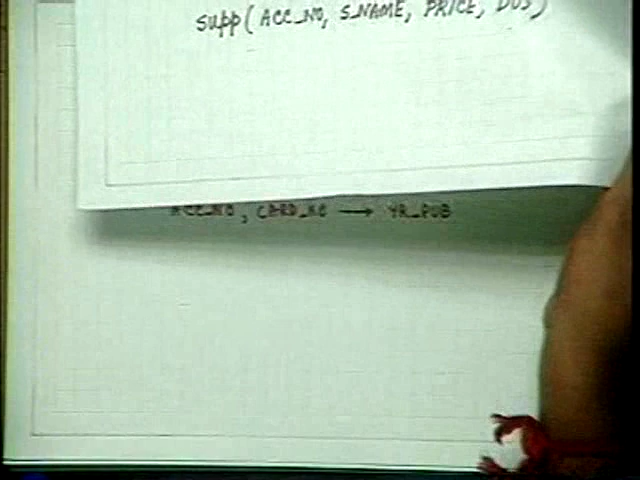 supp ( ACC_NO, S_NAME, PRICE, DOS )
ACC_NO, CARD_NO → YR_PUB